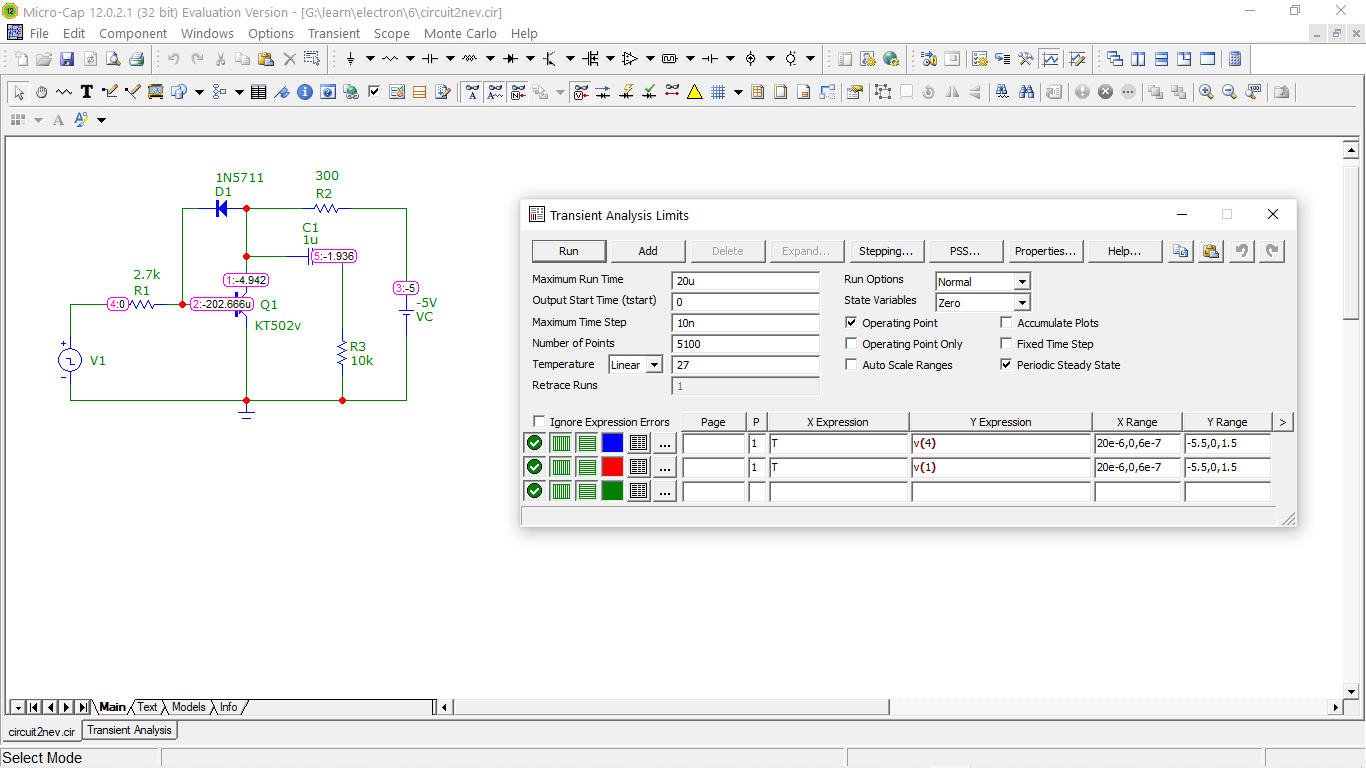 Micro-Cap 12.0.2.1 (32 bit) Evaluation Version - [G:\learn\electron\6\circuit2nev.cir]
File Edit Component Windows Options Transient Scope Monte Carlo Help
1N5711
D1
300
R2
C1
1u
5:-1.936
2.7k
R1
1:-4.942
3:-5
4:0
2:-202.666u
Q1
-5V
VC
KT502v
V1
R3
10k
Transient Analysis Limits
Run Add Delete Expand... Stepping... PSS... Properties... Help...
Maximum Run Time 20u Run Options Normal
Output Start Time (tstart) 0 State Variables Zero
Maximum Time Step 10n Operating Point Accumulate Plots
Number of Points 5100 Operating Point Only Fixed Time Step
Temperature Linear 27 Auto Scale Ranges Periodic Steady State
Retrace Runs 1
Ignore Expression Errors Page P X Expression Y Expression X Range Y Range >
... 1 T v(4) 20e-6,0,6e-7 -5.5,0,1.5
... 1 T v(1) 20e-6,0,6e-7 -5.5,0,1.5
...
Main Text Models Info
circuit2nev.cir Transient Analysis
Select Mode